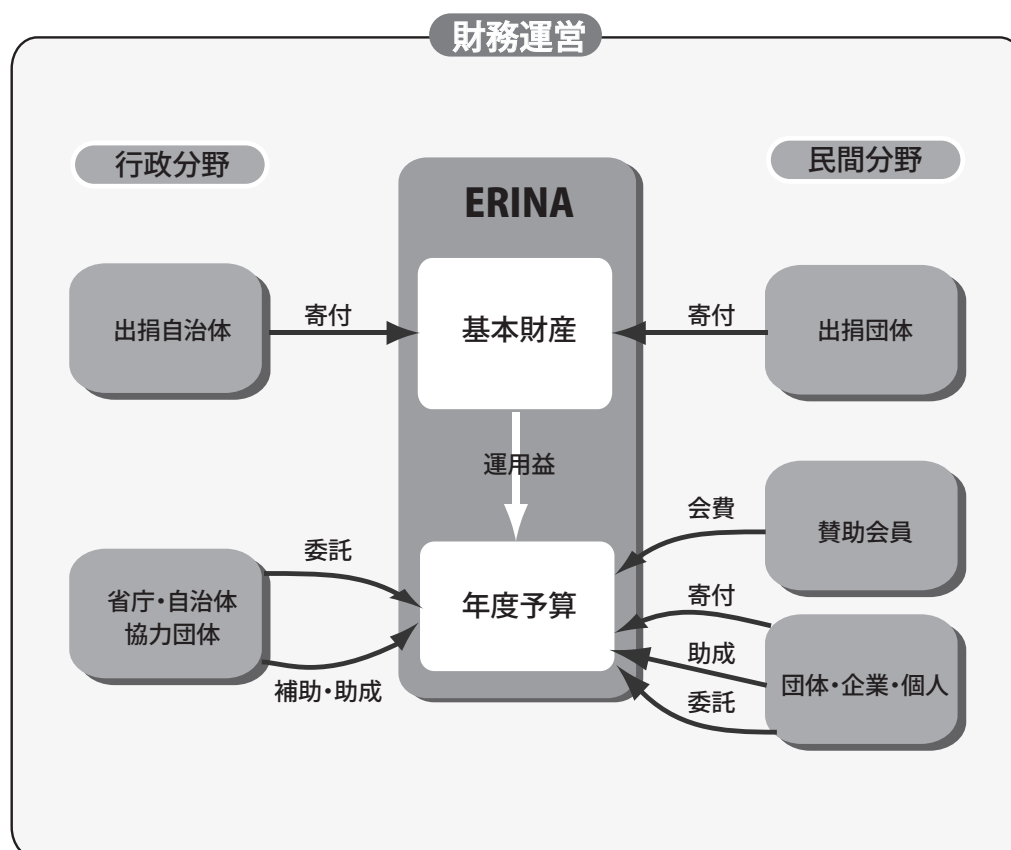 財務運営
行政分野
民間分野
ERINA
出捐自治体
寄付
基本財産
寄付
出捐団体
運用益
会費
賛助会員
委託
省庁・自治体
協力団体
年度予算
寄付
助成
団体・企業・個人
補助・助成
委託